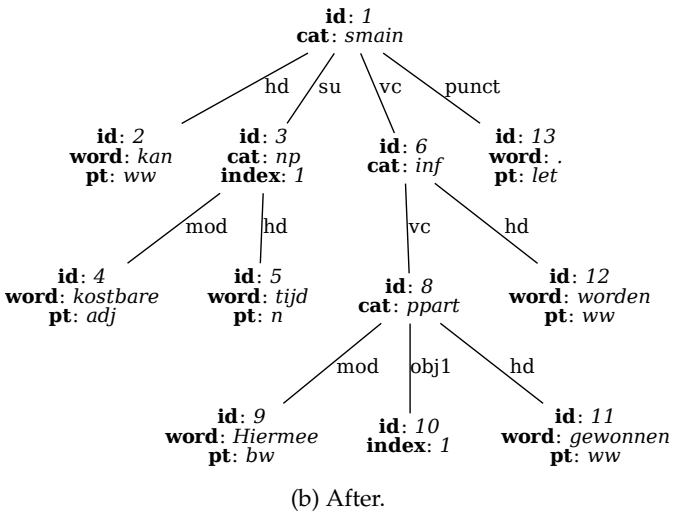 id: 1
cat: smain
hd su vc punct
id: 2
word: kan
pt: ww
id: 3
cat: np
index: 1
id: 6
cat: inf
id: 13
word: .
pt: let
mod hd vc hd
id: 4
word: kostbare
pt: adj
id: 5
word: tijd
pt: n
id: 8
cat: ppart
id: 12
word: worden
pt: ww
mod obj1 hd
id: 9
word: Hiermee
pt: bw
id: 10
index: 1
id: 11
word: gewonnen
pt: ww
(b) After.